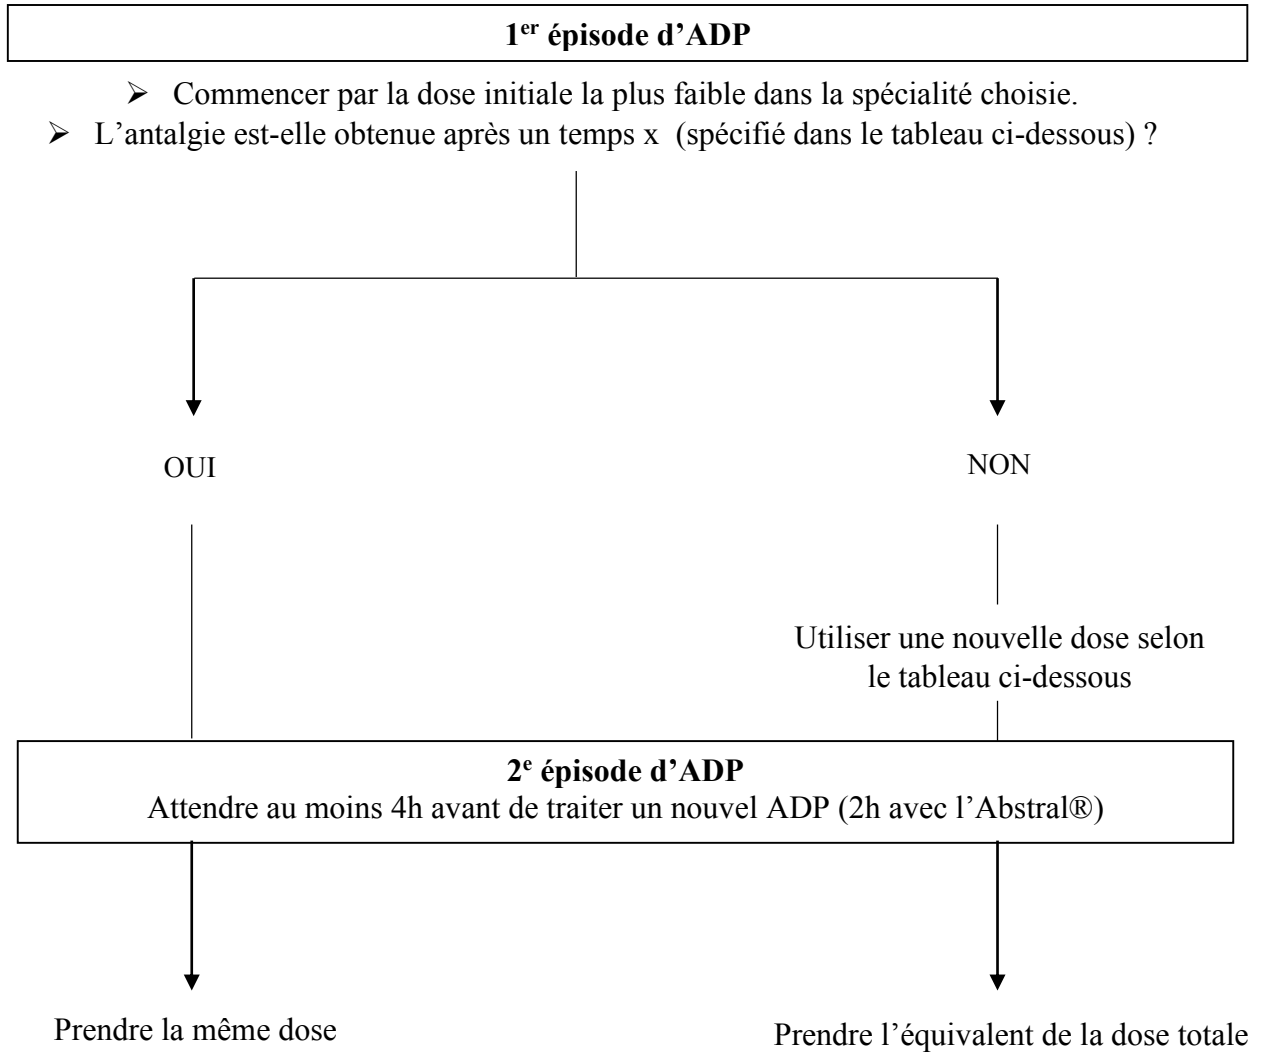 1er épisode d’ADP
➢ Commencer par la dose initiale la plus faible dans la spécialité choisie.
➢ L’antalgie est-elle obtenue après un temps x (spécifié dans le tableau ci-dessous) ?
OUI
NON
Utiliser une nouvelle dose selon
le tableau ci-dessous
2e épisode d’ADP
Attendre au moins 4h avant de traiter un nouvel ADP (2h avec l’Abstral®)
Prendre la même dose
Prendre l’équivalent de la dose totale